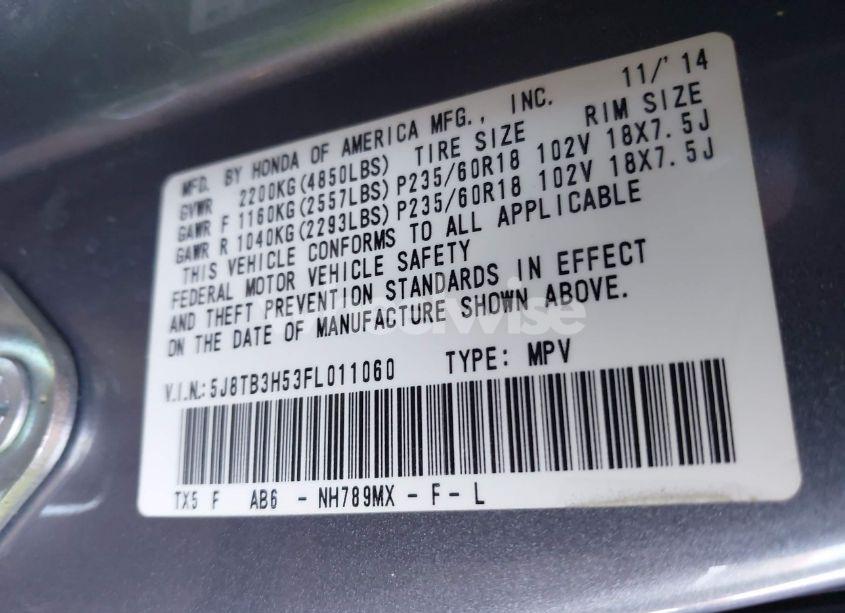 MFD. BY HONDA OF AMERICA MFG., INC. 11/'14
GVWR 2200KG(4850LBS) TIRE SIZE RIM SIZE
GAWR F 1160KG(2557LBS) P235/60R18 102V 18X7.5J
GAWR R 1040KG(2293LBS) P235/60R18 102V 18X7.5J
THIS VEHICLE CONFORMS TO ALL APPLICABLE
FEDERAL MOTOR VEHICLE SAFETY
AND THEFT PREVENTION STANDARDS IN EFFECT
ON THE DATE OF MANUFACTURE SHOWN ABOVE.
V.I.N.: 5J8TB3H53FL011060 TYPE: MPV
TX5 F AB6 - NH789MX - F - L